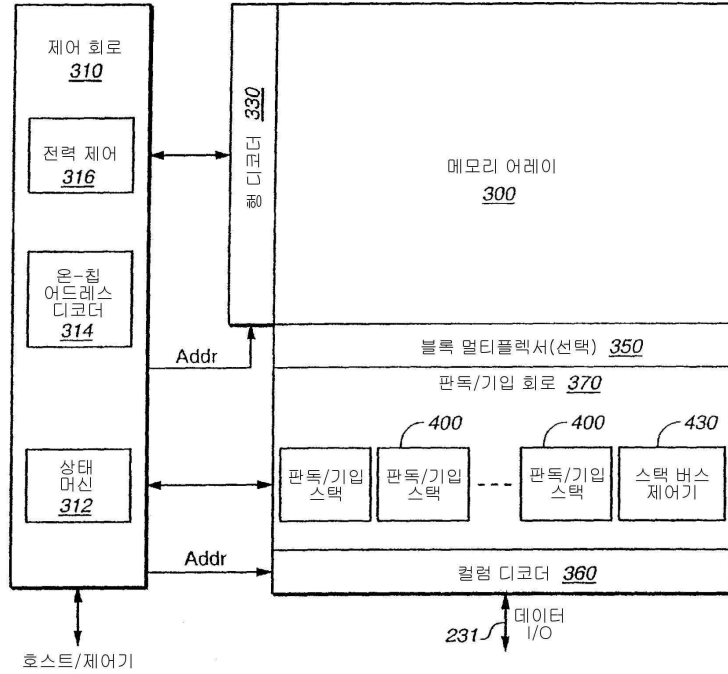 제어 회로
310
전력 제어
316
온-칩
어드레스
디코더
314
상태
머신
312
호스트/제어기
행 디코더 330
메모리 어레이
300
Addr
블록 멀티플렉서(선택) 350
판독/기입 회로 370
400
400
430
판독/기입
스택
판독/기입
스택
판독/기입
스택
스택 버스
제어기
Addr
컬럼 디코더 360
231
데이터
I/O